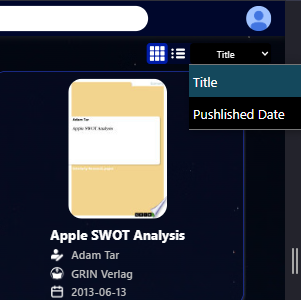 Title
Title
Pushlished Date
Adam Tar
Apple SWOT Analysis
Apple SWOT Analysis
Adam Tar
GRIN Verlag
2013-06-13